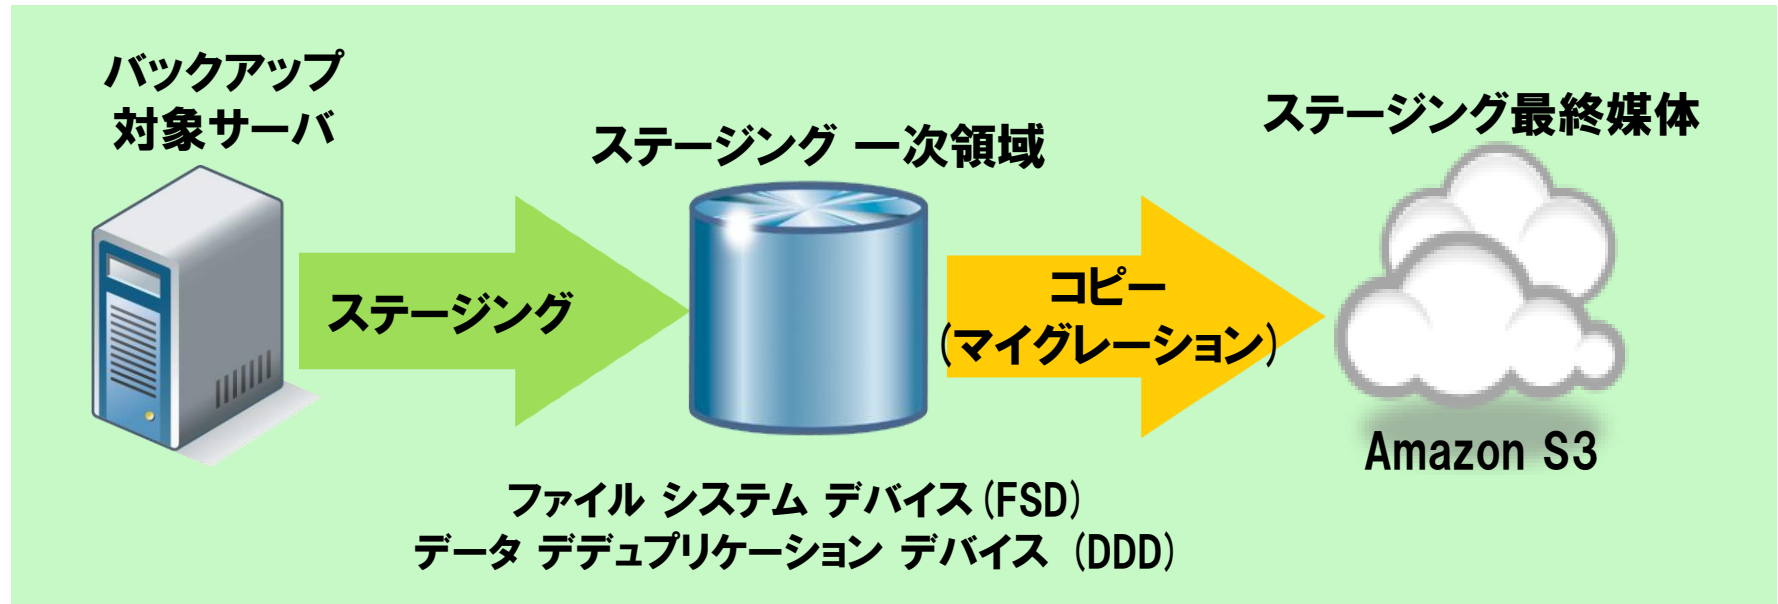 バックアップ
対象サーバ
ステージング 一次領域
ステージング最終媒体
ステージング
コピー
(マイグレーション)
Amazon S3
ファイル システム デバイス(FSD)
データ デデュプリケーション デバイス (DDD)